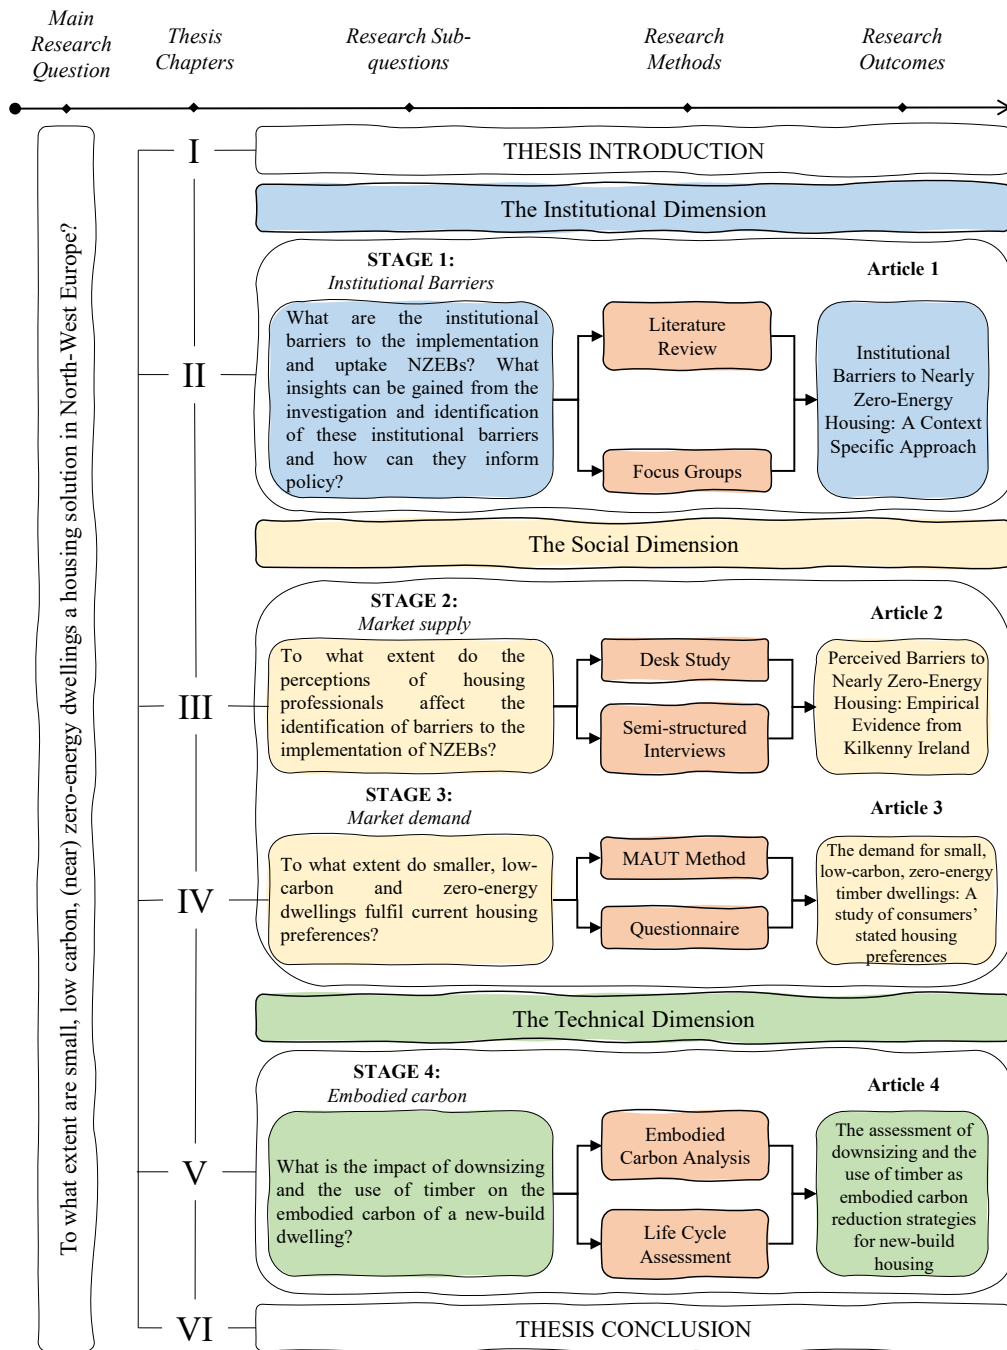 Main
Research
Question
Thesis
Chapters
Research Sub-
questions
Research
Methods
Research
Outcomes
To what extent are small, low carbon, (near) zero-energy dwellings a housing solution in North-West Europe?
I
THESIS INTRODUCTION
The Institutional Dimension
II
STAGE 1:
Institutional Barriers
What are the institutional
barriers to the implementation
and uptake NZEBs? What
insights can be gained from the
investigation and identification
of these institutional barriers
and how can they inform
policy?
Literature
Review
Focus Groups
Article 1
Institutional
Barriers to Nearly
Zero-Energy
Housing: A Context
Specific Approach
The Social Dimension
III
STAGE 2:
Market supply
To what extent do the
perceptions of housing
professionals affect the
identification of barriers to the
implementation of NZEBs?
Desk Study
Semi-structured
Interviews
Article 2
Perceived Barriers to
Nearly Zero-Energy
Housing: Empirical
Evidence from
Kilkenny Ireland
IV
STAGE 3:
Market demand
To what extent do smaller, low-
carbon and zero-energy
dwellings fulfil current housing
preferences?
MAUT Method
Questionnaire
Article 3
The demand for small,
low-carbon, zero-energy
timber dwellings: A
study of consumers’
stated housing
preferences
The Technical Dimension
V
STAGE 4:
Embodied carbon
What is the impact of downsizing
and the use of timber on the
embodied carbon of a new-build
dwelling?
Embodied
Carbon Analysis
Life Cycle
Assessment
Article 4
The assessment of
downsizing and the
use of timber as
embodied carbon
reduction strategies
for new-build
housing
VI
THESIS CONCLUSION